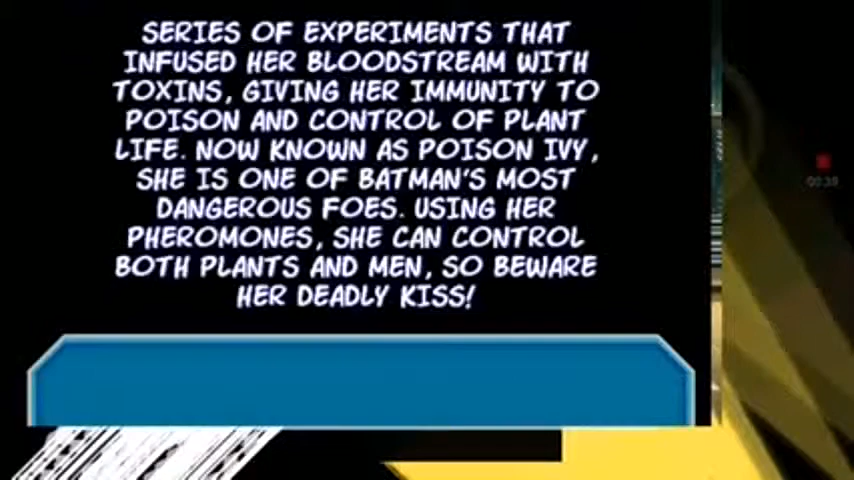 SERIES OF EXPERIMENTS THAT
INFUSED HER BLOODSTREAM WITH
TOXINS, GIVING HER IMMUNITY TO
POISON AND CONTROL OF PLANT
LIFE. NOW KNOWN AS POISON IVY,
SHE IS ONE OF BATMAN'S MOST
DANGEROUS FOES. USING HER
PHEROMONES, SHE CAN CONTROL
BOTH PLANTS AND MEN, SO BEWARE
HER DEADLY KISS!